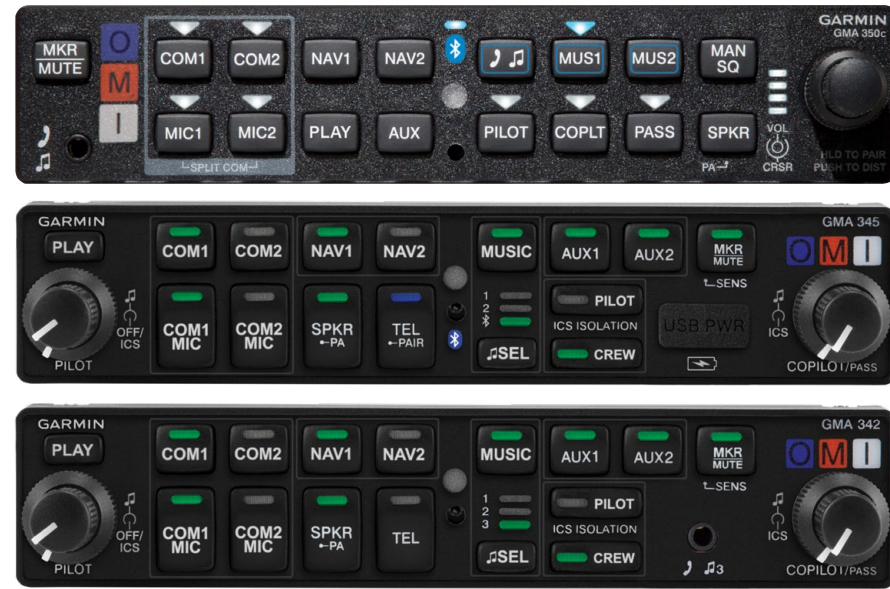 GARMIN
GMA 350c
MKR
MUTE
O
M
I
COM1
COM2
NAV1
NAV2
MUS1
MUS2
MAN
SQ
MIC1
MIC2
PLAY
AUX
PILOT
COPLT
PASS
SPKR
SPLIT COM
PA
VOL
CRSR
HLD TO PAIR
PUSH TO DIST
GARMIN
GMA 345
PLAY
COM1
COM2
NAV1
NAV2
MUSIC
AUX1
AUX2
MKR
MUTE
SENS
O M I
OFF/
ICS
PILOT
COM1
MIC
COM2
MIC
SPKR
PA
TEL
PAIR
1
2
SEL
PILOT
ICS ISOLATION
CREW
USB PWR
ICS
COPILOT/PASS
GARMIN
GMA 342
PLAY
COM1
COM2
NAV1
NAV2
MUSIC
AUX1
AUX2
MKR
MUTE
SENS
O M I
OFF/
ICS
PILOT
COM1
MIC
COM2
MIC
SPKR
PA
TEL
1
2
3
SEL
PILOT
ICS ISOLATION
CREW
3
ICS
COPILOT/PASS